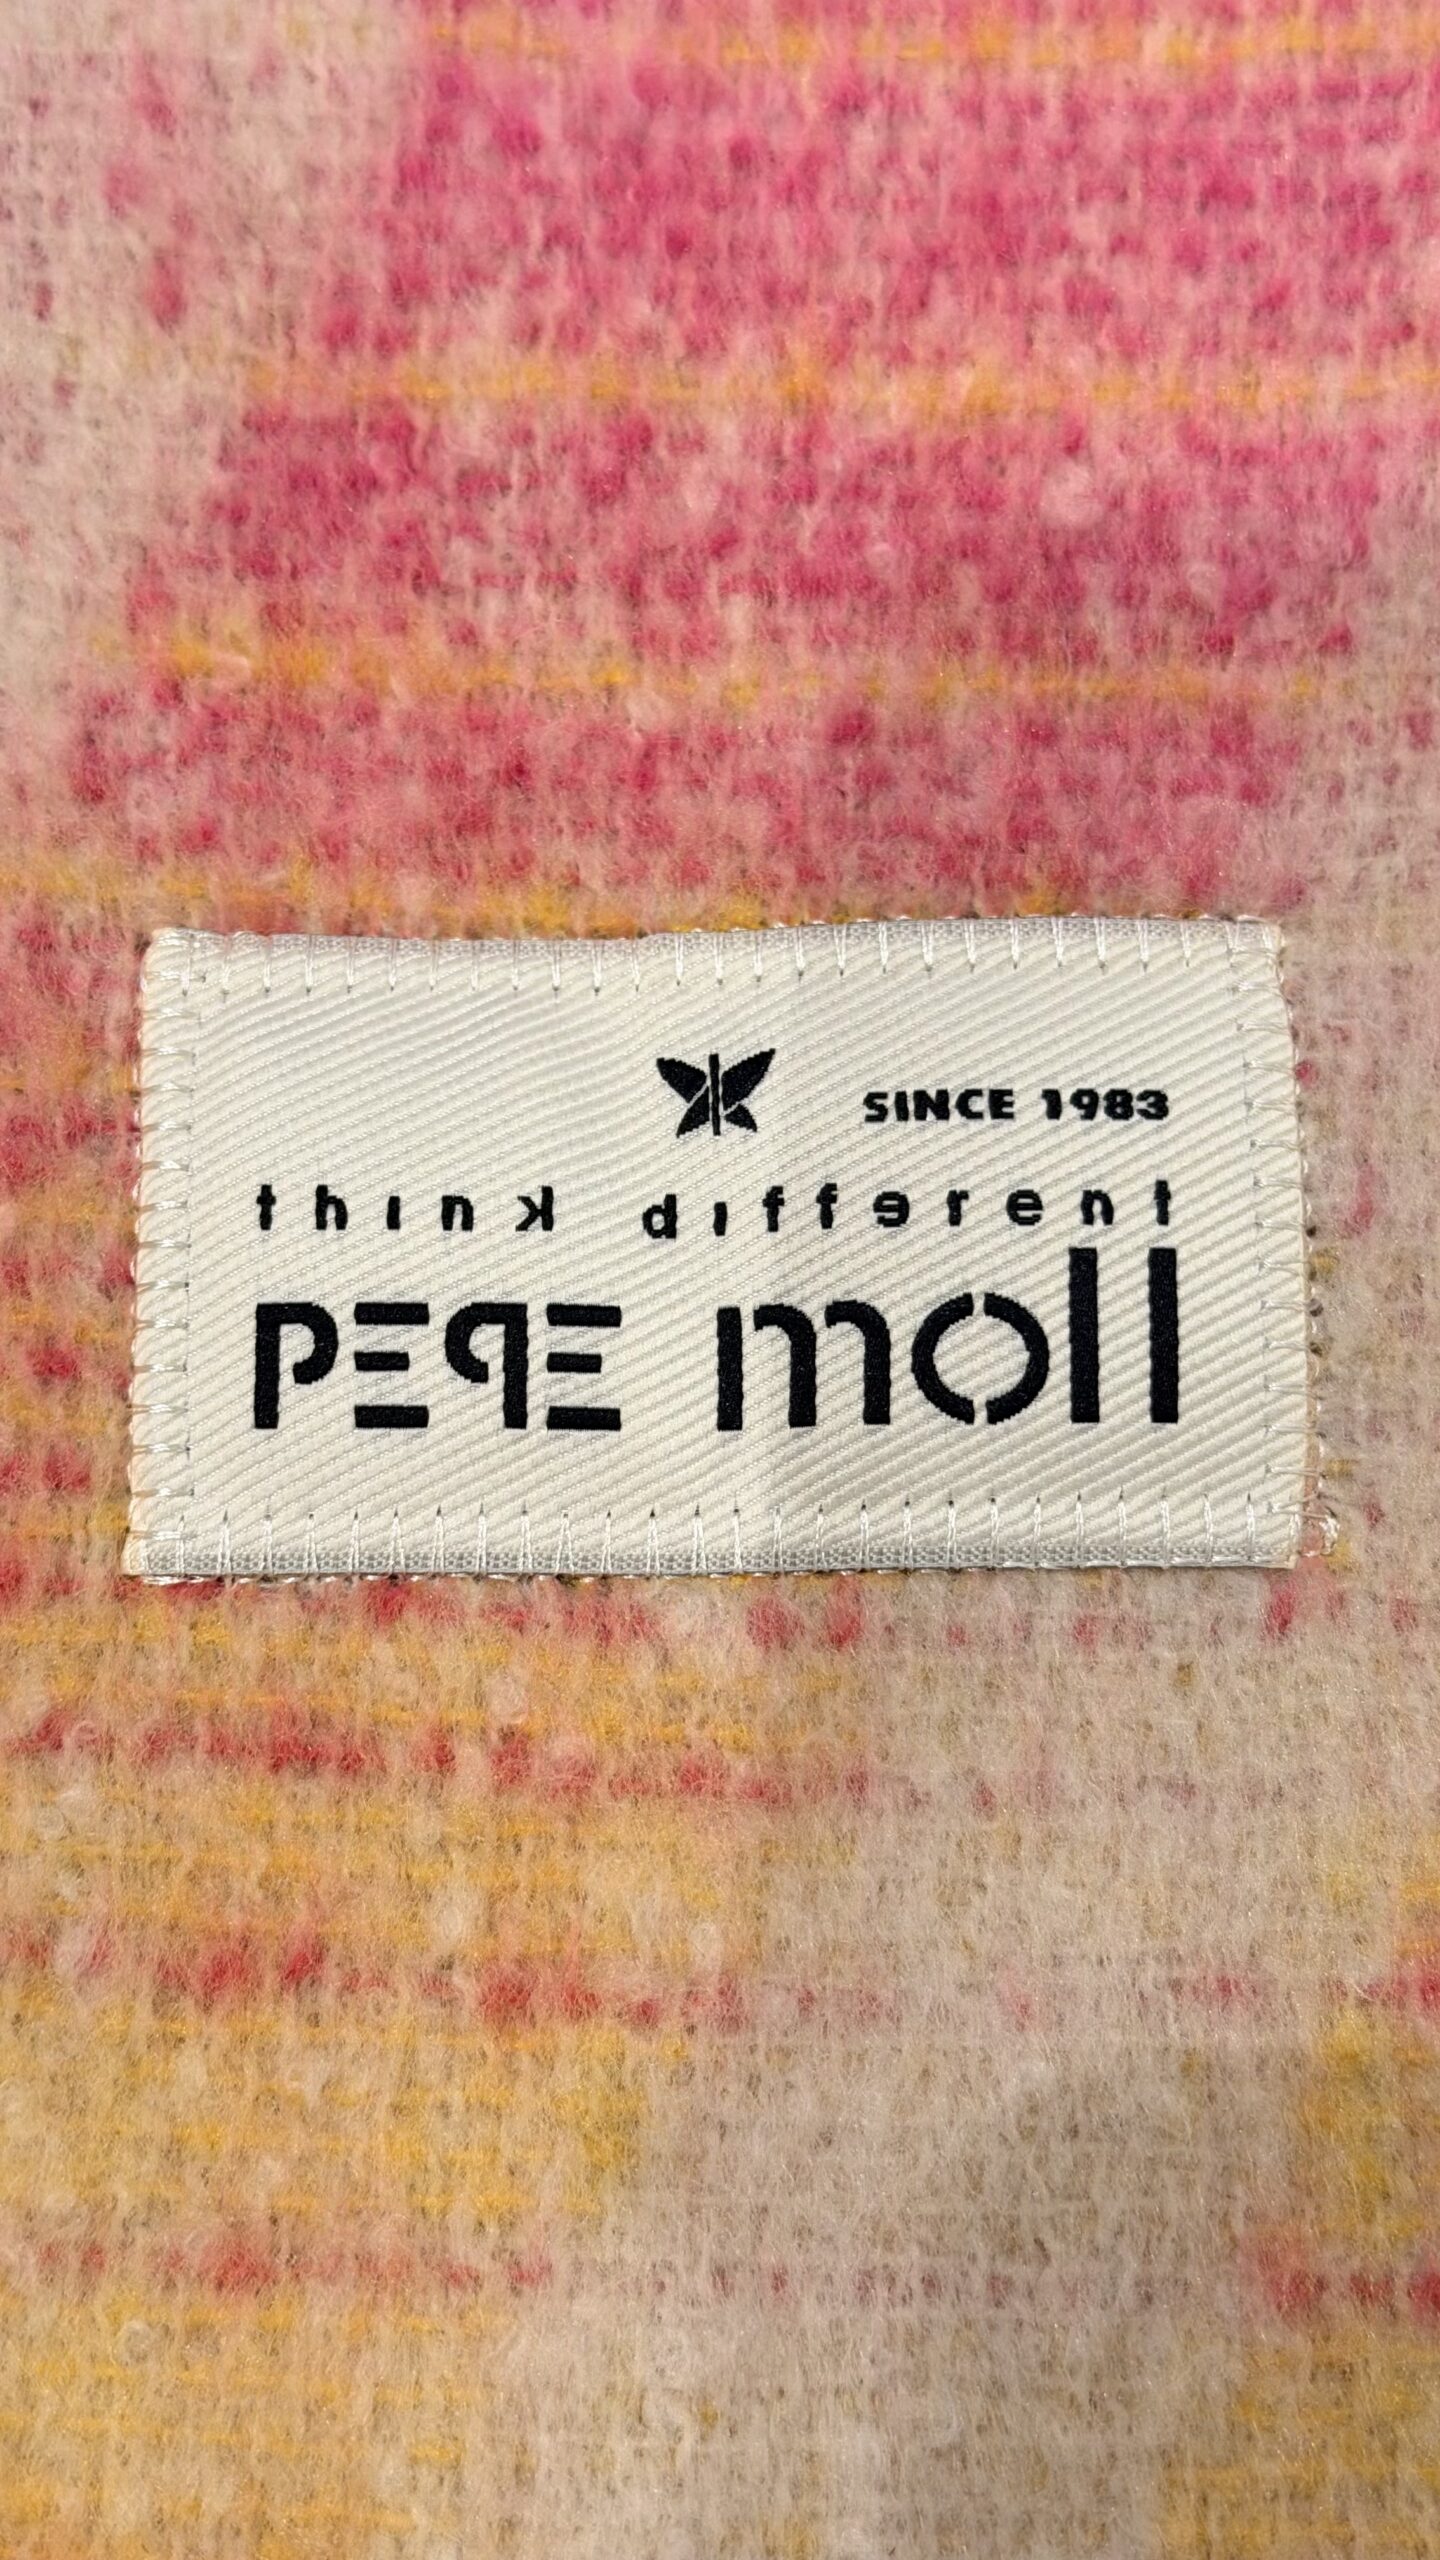 SINCE 1983
think different
PEPE moll